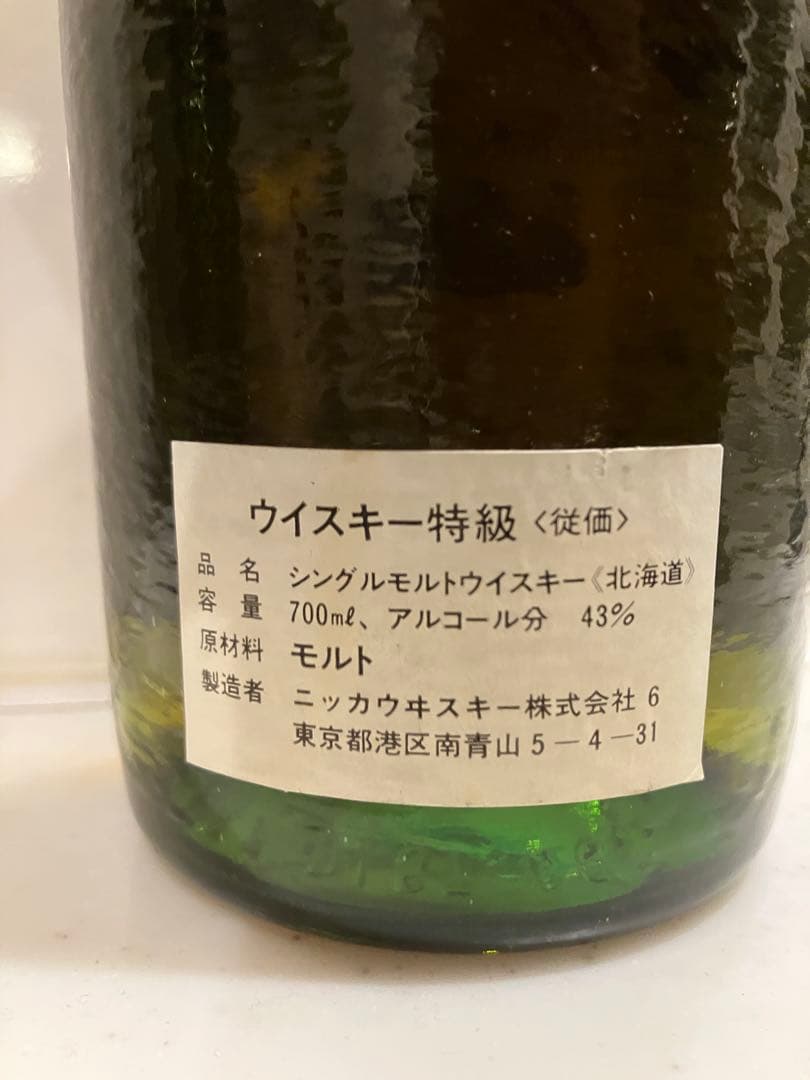 ウイスキー特級〈従価〉
品名 シングルモルトウイスキー《北海道》
容量 700㎖、アルコール分 43%
原材料 モルト
製造者 ニッカウヰスキー株式会社 6
東京都港区南青山5-4-31